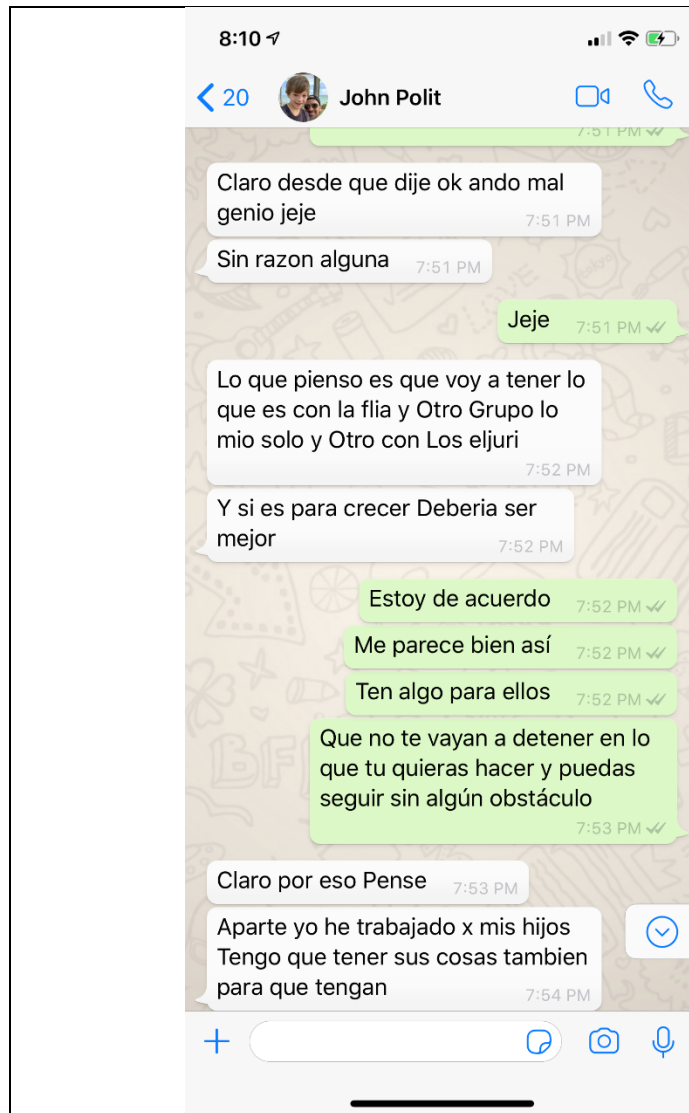 8:10
20
John Polit
7:51 PM
Claro desde que dije ok ando mal
genio jeje
7:51 PM
Sin razon alguna 7:51 PM
Jeje 7:51 PM
Lo que pienso es que voy a tener lo
que es con la flia y Otro Grupo lo
mio solo y Otro con Los eljuri
7:52 PM
Y si es para crecer Deberia ser
mejor
7:52 PM
Estoy de acuerdo 7:52 PM
Me parece bien así 7:52 PM
Ten algo para ellos 7:52 PM
Que no te vayan a detener en lo
que tu quieras hacer y puedas
seguir sin algún obstáculo
7:53 PM
Claro por eso Pense 7:53 PM
Aparte yo he trabajado x mis hijos
Tengo que tener sus cosas tambien
para que tengan
7:54 PM